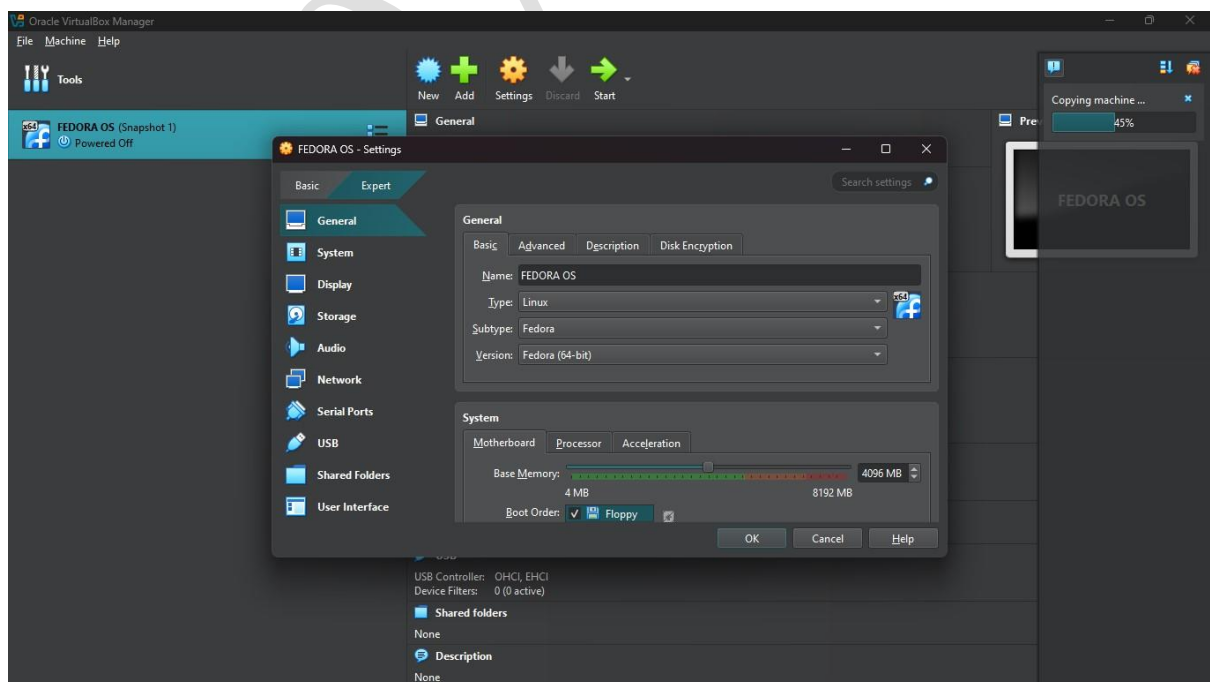 Oracle VirtualBox Manager
File Machine Help
Tools
New Add Settings Discard Start
FEDORA OS (Snapshot 1)
Powered Off
x64
General
Copying machine ...
45%
FEDORA OS
FEDORA OS - Settings
Basic Expert
Search settings
General
System
Display
Storage
Audio
Network
Serial Ports
USB
Shared Folders
User Interface
General
Basic Advanced Description Disk Encryption
Name: FEDORA OS
Type: Linux
x64
Subtype: Fedora
Version: Fedora (64-bit)
System
Motherboard Processor Acceleration
Base Memory: 4096 MB
4 MB 8192 MB
Boot Order: Floppy
OK Cancel Help
USB Controller: OHCI, EHCI
Device Filters: 0 (0 active)
Shared folders
None
Description
None